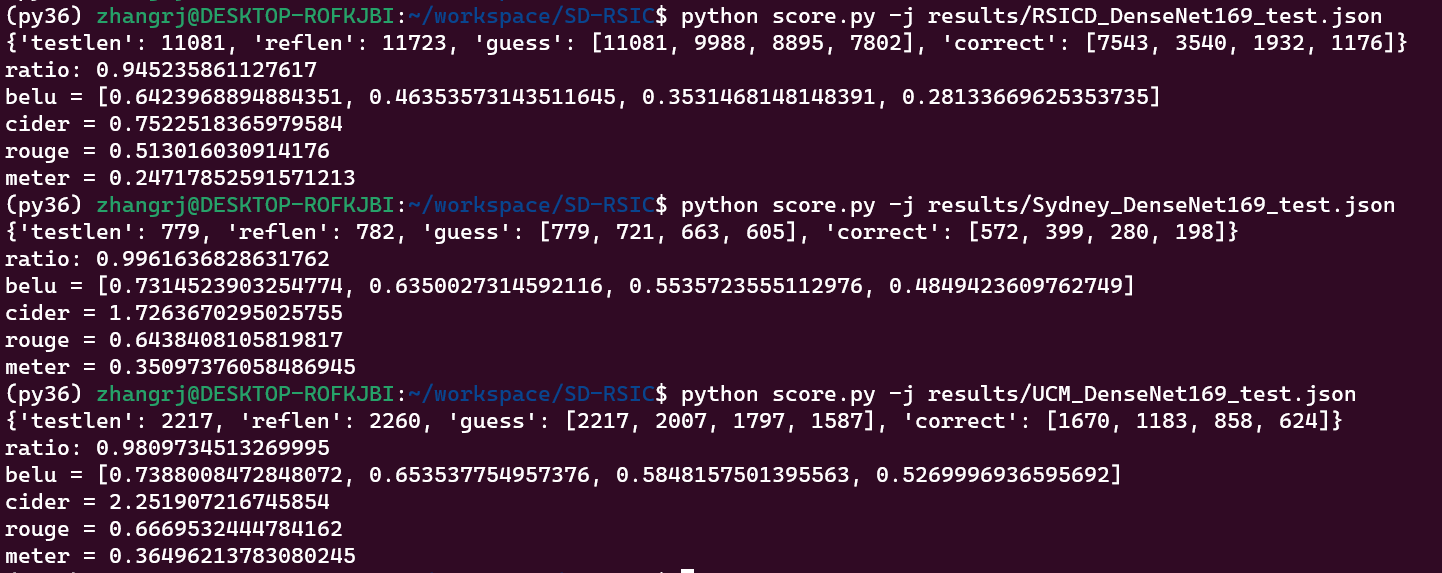 (py36) zhangrj@DESKTOP-ROFKJBI:~/workspace/SD-RSIC$ python score.py -j results/RSICD_DenseNet169_test.json
{'testlen': 11081, 'reflen': 11723, 'guess': [11081, 9988, 8895, 7802], 'correct': [7543, 3540, 1932, 1176]}
ratio: 0.945235861127617
belu = [0.6423968894884351, 0.46353573143511645, 0.3531468148148391, 0.28133669625353735]
cider = 0.7522518365979584
rouge = 0.513016030914176
meter = 0.24717852591571213
(py36) zhangrj@DESKTOP-ROFKJBI:~/workspace/SD-RSIC$ python score.py -j results/Sydney_DenseNet169_test.json
{'testlen': 779, 'reflen': 782, 'guess': [779, 721, 663, 605], 'correct': [572, 399, 280, 198]}
ratio: 0.9961636828631762
belu = [0.7314523903254774, 0.6350027314592116, 0.5535723555112976, 0.4849423609762749]
cider = 1.7263670295025755
rouge = 0.6438408105819817
meter = 0.35097376058486945
(py36) zhangrj@DESKTOP-ROFKJBI:~/workspace/SD-RSIC$ python score.py -j results/UCM_DenseNet169_test.json
{'testlen': 2217, 'reflen': 2260, 'guess': [2217, 2007, 1797, 1587], 'correct': [1670, 1183, 858, 624]}
ratio: 0.9809734513269995
belu = [0.7388008472848072, 0.653537754957376, 0.5848157501395563, 0.5269996936595692]
cider = 2.251907216745854
rouge = 0.6669532444784162
meter = 0.36496213783080245